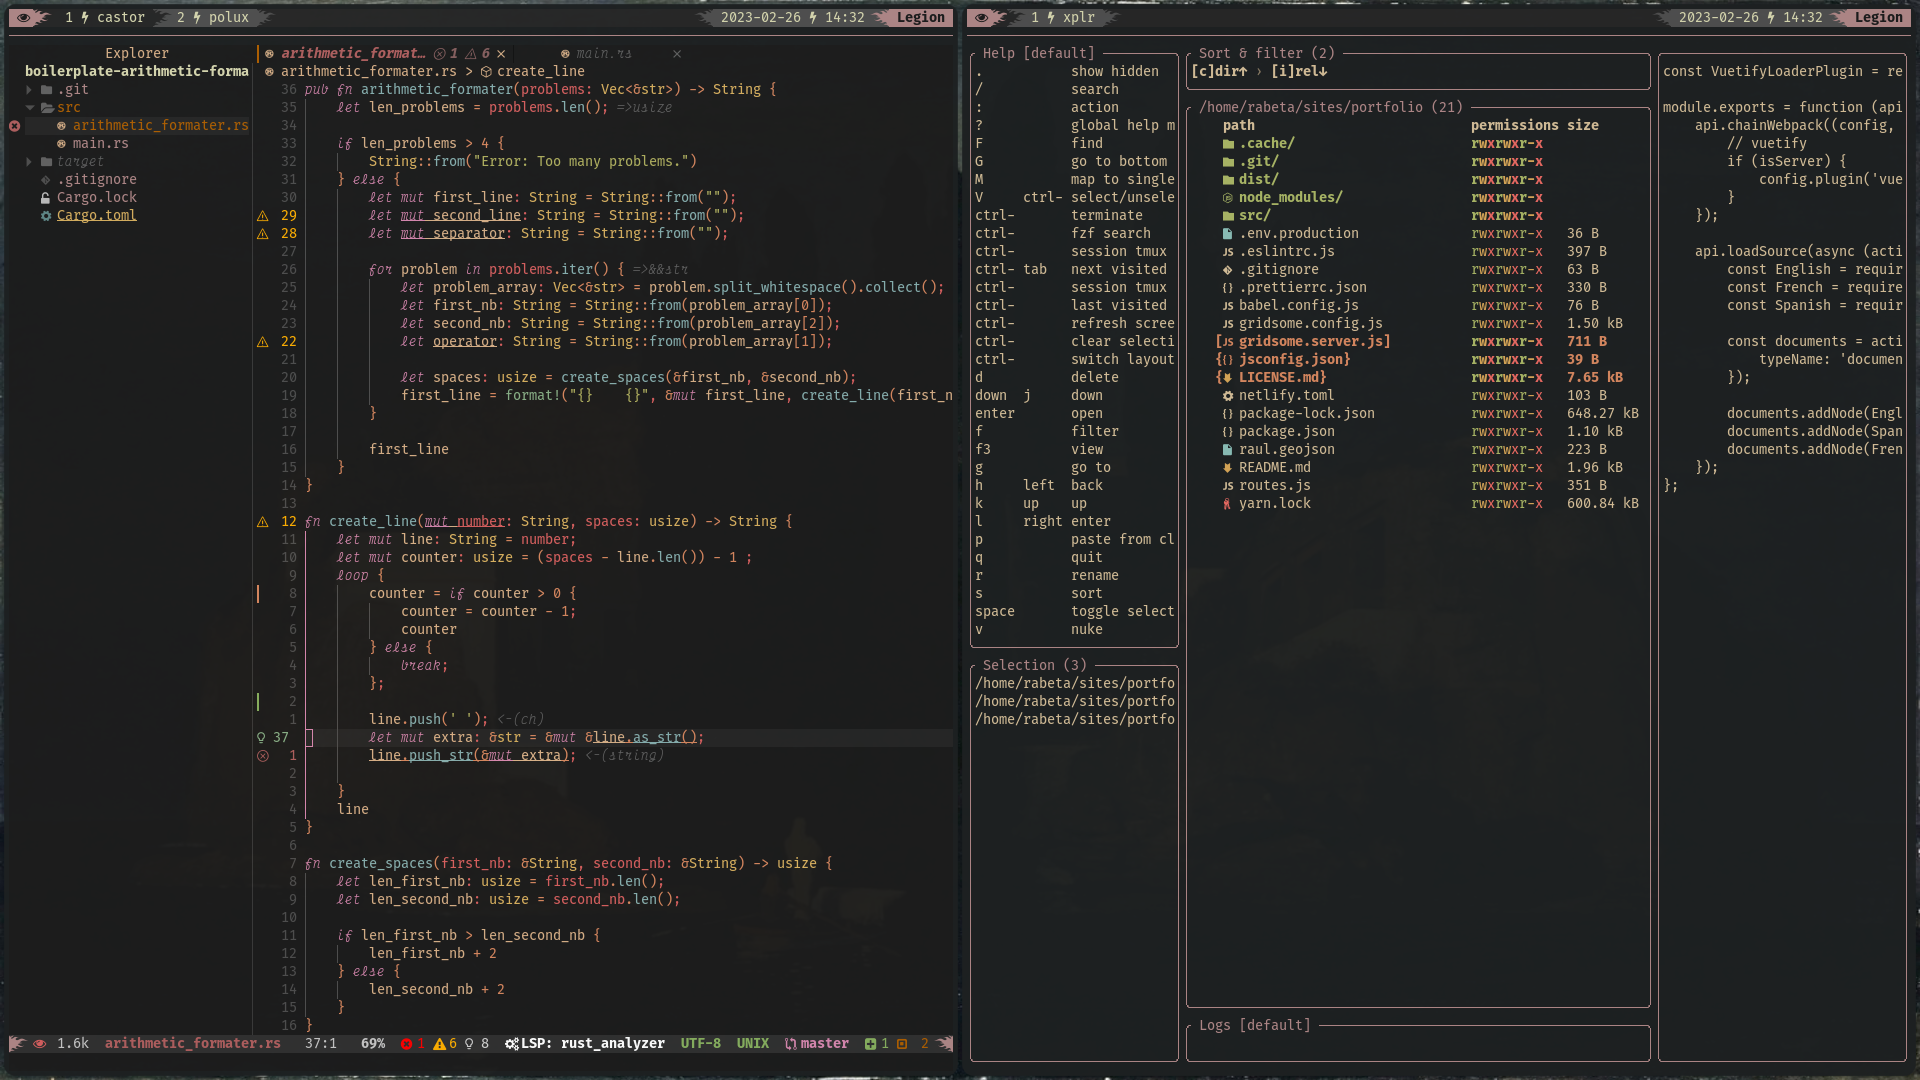 1 castor 2 polux 2023-02-26 14:32 Legion
Explorer
boilerplate-arithmetic-forma
.git
src
arithmetic_formater.rs
main.rs
target
.gitignore
Cargo.lock
Cargo.toml
arithmetic_format… 1 6 × main.rs ×
arithmetic_formater.rs > create_line
36 pub fn arithmetic_formater(problems: Vec<&str>) -> String {
35 let len_problems = problems.len(); =>usize
34
33 if len_problems > 4 {
32 String::from("Error: Too many problems.")
31 } else {
30 let mut first_line: String = String::from("");
29 let mut second_line: String = String::from("");
28 let mut separator: String = String::from("");
27
26 for problem in problems.iter() { =>&&str
25 let problem_array: Vec<&str> = problem.split_whitespace().collect();
24 let first_nb: String = String::from(problem_array[0]);
23 let second_nb: String = String::from(problem_array[2]);
22 let operator: String = String::from(problem_array[1]);
21
20 let spaces: usize = create_spaces(&first_nb, &second_nb);
19 first_line = format!("{}    {}", &mut first_line, create_line(first_n
18 }
17
16 first_line
15 }
14 }
13
12 fn create_line(mut number: String, spaces: usize) -> String {
11 let mut line: String = number;
10 let mut counter: usize = (spaces - line.len()) - 1 ;
9 loop {
8 counter = if counter > 0 {
7 counter = counter - 1;
6 counter
5 } else {
4 break;
3 };
2
1 line.push(' '); <-(ch)
37 let mut extra: &str = &mut &line.as_str();
1 line.push_str(&mut extra); <-(string)
2
3 }
4 line
5 }
6
7 fn create_spaces(first_nb: &String, second_nb: &String) -> usize {
8 let len_first_nb: usize = first_nb.len();
9 let len_second_nb: usize = second_nb.len();
10
11 if len_first_nb > len_second_nb {
12 len_first_nb + 2
13 } else {
14 len_second_nb + 2
15 }
16 }
1.6k arithmetic_formater.rs 37:1 69% 1 6 8 LSP: rust_analyzer UTF-8 UNIX master 1 2
1 xplr 2023-02-26 14:32 Legion
Help [default]
. show hidden
/ search
: action
? global help m
F find
G go to bottom
M map to single
V ctrl- select/unsele
ctrl- terminate
ctrl- fzf search
ctrl- session tmux
ctrl- tab next visited
ctrl- session tmux
ctrl- last visited
ctrl- refresh scree
ctrl- clear selecti
ctrl- switch layout
d delete
down j down
enter open
f filter
f3 view
g go to
h left back
k up up
l right enter
p paste from cl
q quit
r rename
s sort
space toggle select
v nuke
Selection (3)
/home/rabeta/sites/portfo
/home/rabeta/sites/portfo
/home/rabeta/sites/portfo
Sort & filter (2)
[c]dir↑ › [i]rel↓
/home/rabeta/sites/portfolio (21)
path permissions size
.cache/ rwxrwxr-x
.git/ rwxrwxr-x
dist/ rwxrwxr-x
node_modules/ rwxrwxr-x
src/ rwxrwxr-x
.env.production rwxrwxr-x 36 B
JS .eslintrc.js rwxrwxr-x 397 B
.gitignore rwxrwxr-x 63 B
{} .prettierrc.json rwxrwxr-x 330 B
JS babel.config.js rwxrwxr-x 76 B
JS gridsome.config.js rwxrwxr-x 1.50 kB
[JS gridsome.server.js] rwxrwxr-x 711 B
{{} jsconfig.json} rwxrwxr-x 39 B
{ LICENSE.md} rwxrwxr-x 7.65 kB
netlify.toml rwxrwxr-x 103 B
{} package-lock.json rwxrwxr-x 648.27 kB
{} package.json rwxrwxr-x 1.10 kB
raul.geojson rwxrwxr-x 223 B
README.md rwxrwxr-x 1.96 kB
JS routes.js rwxrwxr-x 351 B
yarn.lock rwxrwxr-x 600.84 kB
Logs [default]
const VuetifyLoaderPlugin = re
module.exports = function (api
api.chainWebpack((config,
// vuetify
if (isServer) {
config.plugin('vue
}
});
api.loadSource(async (acti
const English = requir
const French = require
const Spanish = requir
const documents = acti
typeName: 'documen
});
documents.addNode(Engl
documents.addNode(Span
documents.addNode(Fren
});
};